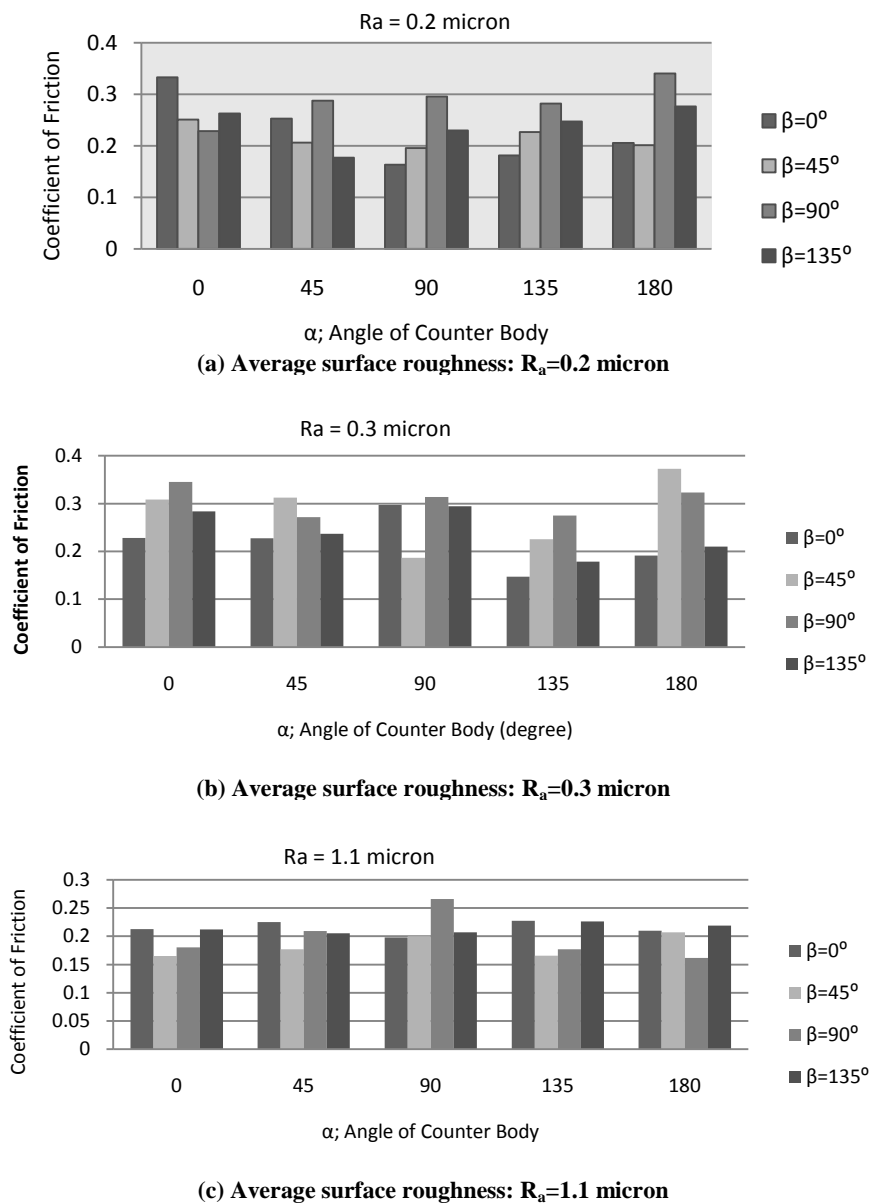 Ra = 0.2 micron
Coefficient of Friction
0.4
0.3
0.2
0.1
0
0 45 90 135 180
α; Angle of Counter Body
β=0º
β=45º
β=90º
β=135º
(a) Average surface roughness: Ra=0.2 micron
Ra = 0.3 micron
Coefficient of Friction
0.4
0.3
0.2
0.1
0
0 45 90 135 180
α; Angle of Counter Body (degree)
β=0º
β=45º
β=90º
β=135º
(b) Average surface roughness: Ra=0.3 micron
Ra = 1.1 micron
Coefficient of Friction
0.3
0.25
0.2
0.15
0.1
0.05
0
0 45 90 135 180
α; Angle of Counter Body
β=0º
β=45º
β=90º
β=135º
(c) Average surface roughness: Ra=1.1 micron